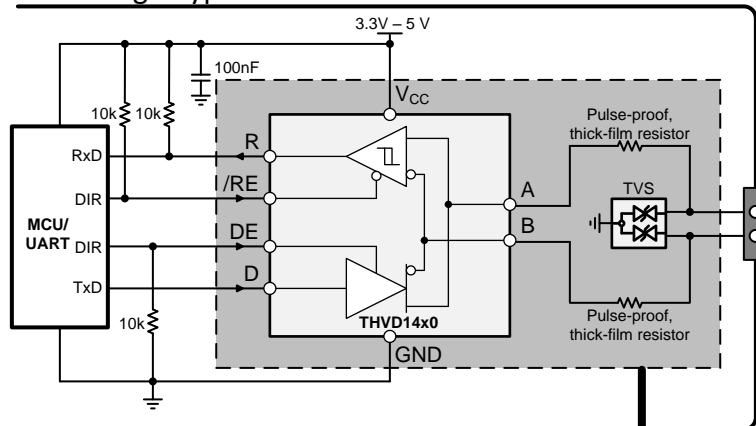 3.3V – 5 V
100nF
10k
10k
VCC
Pulse-proof,
thick-film resistor
R
RxD
/RE
A
TVS
DIR
MCU/
UART
DE
B
DIR
D
TxD
10k
THVD14x0
Pulse-proof,
thick-film resistor
GND